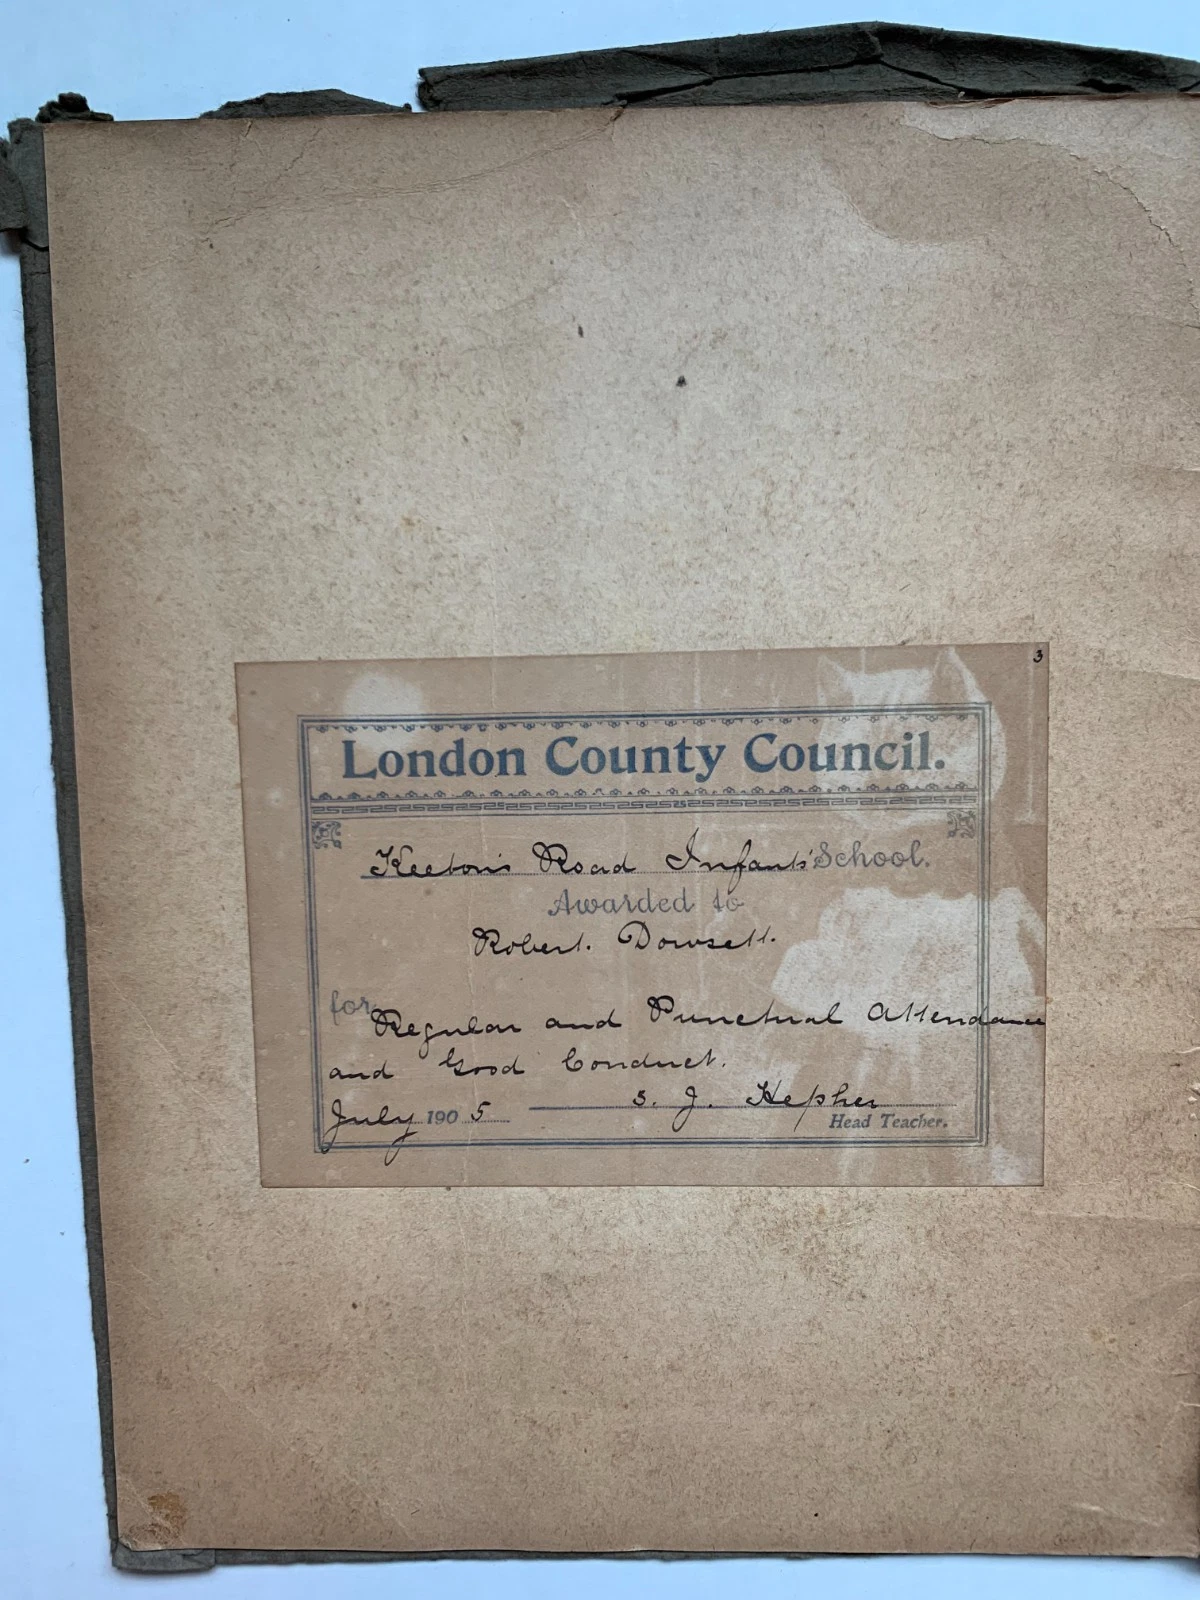 3
London County Council.
Keeton's Road Infants' School.
Awarded to
Robert. Dowsett.
for Regular and Punctual Attendance
and Good Conduct.
July 1905 S. J. Hepher
Head Teacher.